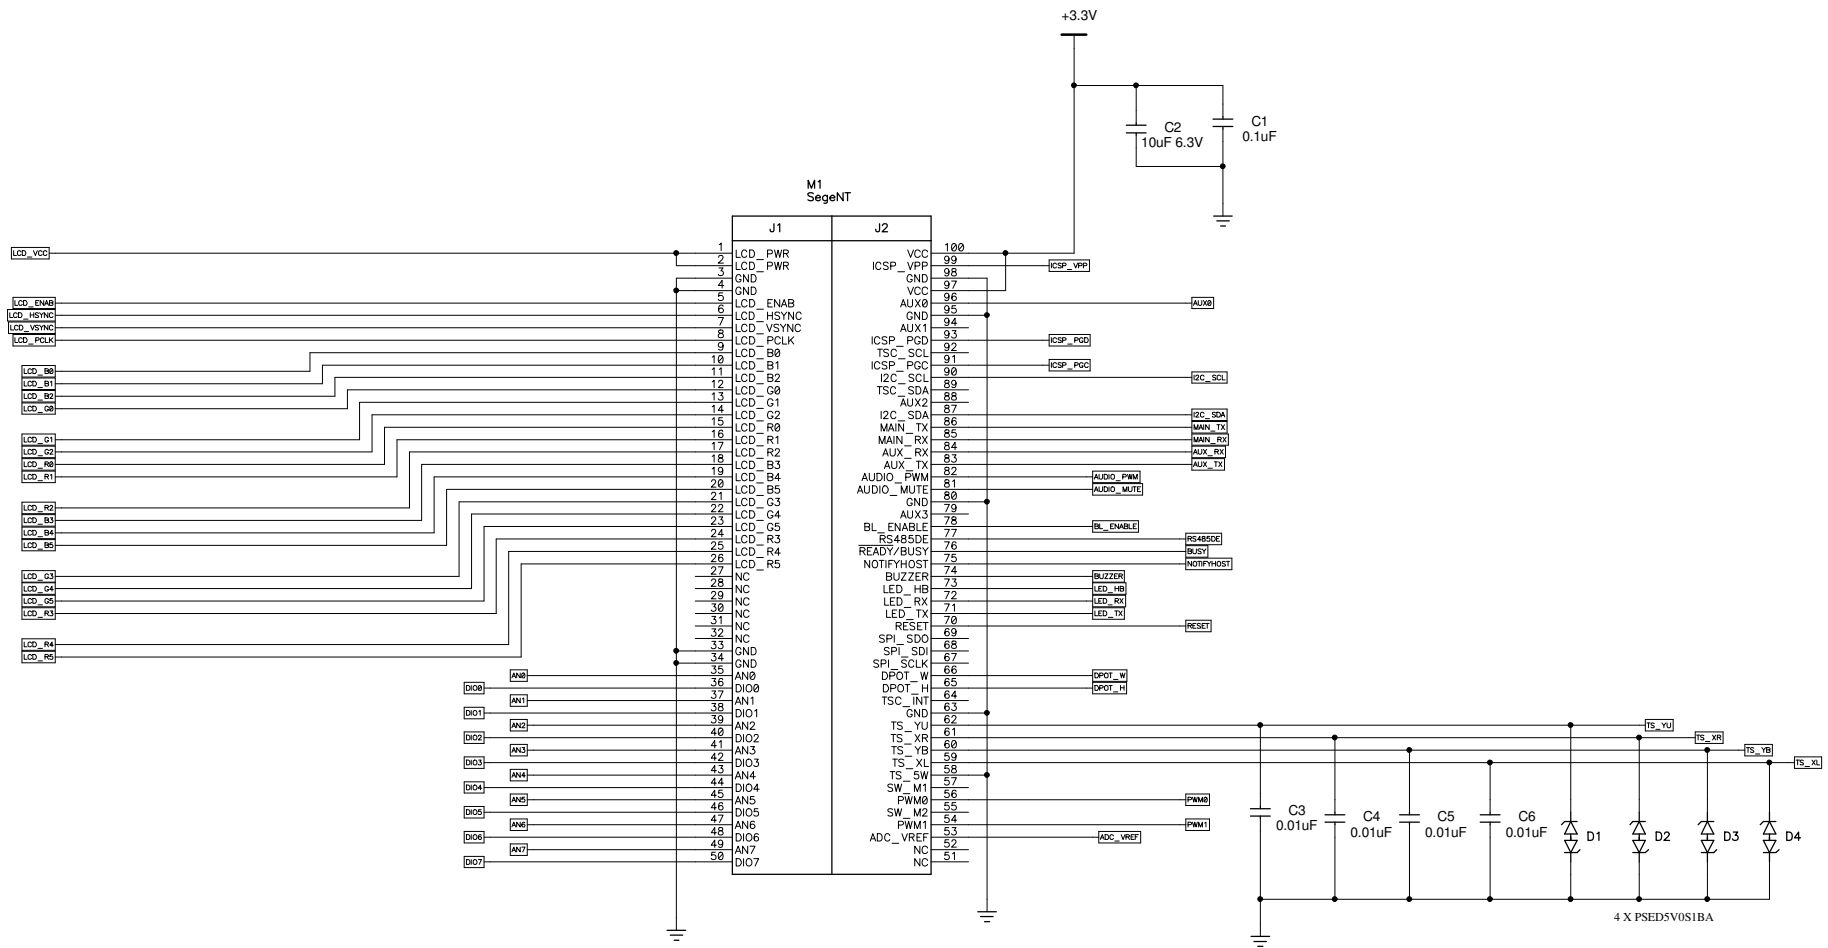 +3.3V
C2
10uF 6.3V
C1
0.1uF
M1
SegeNT
J1
J2
LCD_VCC
1 LCD_PWR
2 LCD_PWR
3 GND
4 GND
LCD_ENAB 5 LCD_ENAB
LCD_HSYNC 6 LCD_HSYNC
LCD_VSYNC 7 LCD_VSYNC
LCD_PCLK 8 LCD_PCLK
9 LCD_B0
10 LCD_B1
11 LCD_B2
12 LCD_G0
13 LCD_G1
14 LCD_G2
15 LCD_R0
16 LCD_R1
17 LCD_R2
18 LCD_B3
19 LCD_B4
20 LCD_B5
21 LCD_G3
22 LCD_G4
23 LCD_G5
24 LCD_R3
25 LCD_R4
26 LCD_R5
27 NC
28 NC
29 NC
30 NC
31 NC
32 NC
33 GND
34 GND
35 AN0
36 DIO0
37 AN1
38 DIO1
39 AN2
40 DIO2
41 AN3
42 DIO3
43 AN4
44 DIO4
45 AN5
46 DIO5
47 AN6
48 DIO6
49 AN7
50 DIO7
LCD_B0
LCD_B1
LCD_B2
LCD_G0
LCD_G1
LCD_G2
LCD_R0
LCD_R1
LCD_R2
LCD_B3
LCD_B4
LCD_B5
LCD_G3
LCD_G4
LCD_G5
LCD_R3
LCD_R4
LCD_R5
AN0
DIO0
AN1
DIO1
AN2
DIO2
AN3
DIO3
AN4
DIO4
AN5
DIO5
AN6
DIO6
AN7
DIO7
VCC 100
ICSP_VPP 99 ICSP_VPP
GND 98
VCC 97
AUX0 96 AUX0
GND 95
AUX1 94
ICSP_PGD 93 ICSP_PGD
TSC_SCL 92
ICSP_PGC 91 ICSP_PGC
I2C_SCL 90 I2C_SCL
TSC_SDA 89
AUX2 88
I2C_SDA 87 I2C_SDA
MAIN_TX 86 MAIN_TX
MAIN_RX 85 MAIN_RX
AUX_RX 84 AUX_RX
AUX_TX 83 AUX_TX
AUDIO_PWM 82 AUDIO_PWM
AUDIO_MUTE 81 AUDIO_MUTE
GND 80
AUX3 79
BL_ENABLE 78 BL_ENABLE
RS485DE 77 RS485DE
READY/BUSY 76 BUSY
NOTIFYHOST 75 NOTIFYHOST
BUZZER 74 BUZZER
LED_HB 73 LED_HB
LED_RX 72 LED_RX
LED_TX 71 LED_TX
RESET 70 RESET
SPI_SDO 69
SPI_SDI 68
SPI_SCLK 67
DPOT_W 66 DPOT_W
DPOT_H 65 DPOT_H
TSC_INT 64
GND 63
TS_YU 62 TS_YU
TS_XR 61 TS_XR
TS_YB 60 TS_YB
TS_XL 59 TS_XL
TS_5W 58
SW_M1 57
PWM0 56 PWM0
SW_M2 55
PWM1 54 PWM1
ADC_VREF 53 ADC_VREF
NC 52
NC 51
C3
0.01uF
C4
0.01uF
C5
0.01uF
C6
0.01uF
D1
D2
D3
D4
4 X PSED5V0S1BA